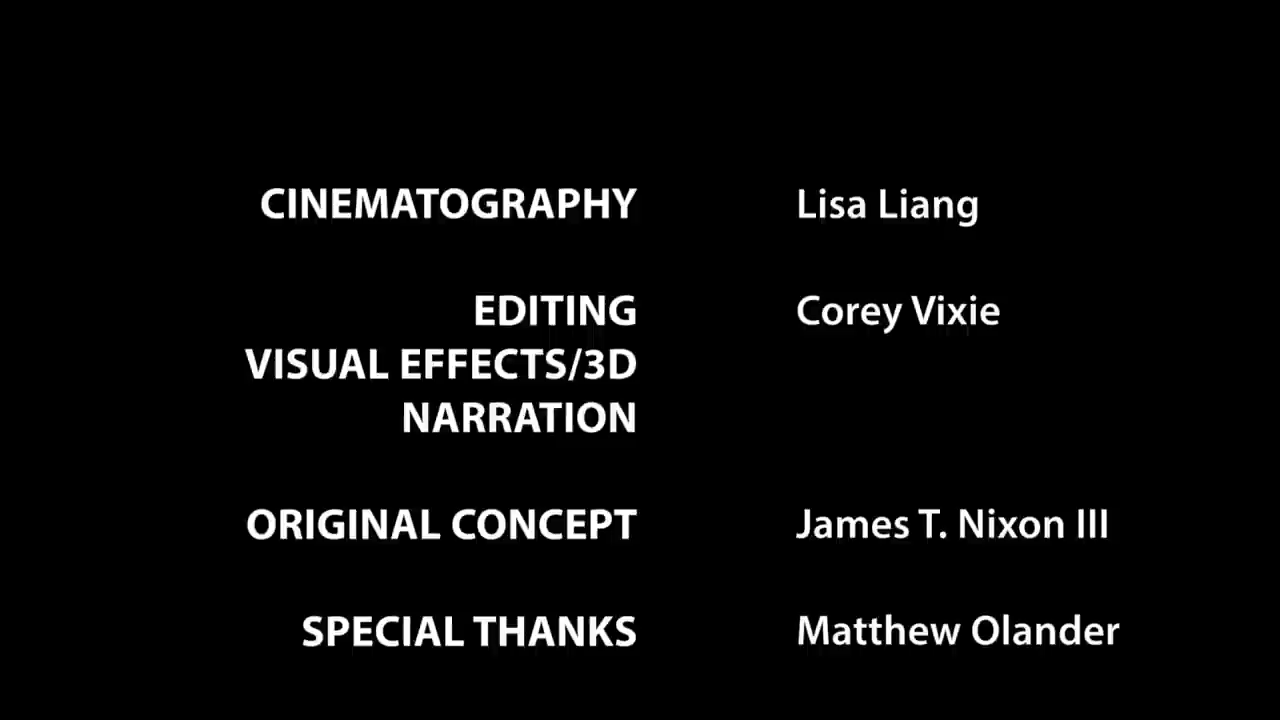 CINEMATOGRAPHY Lisa Liang
EDITING Corey Vixie
VISUAL EFFECTS/3D
NARRATION
ORIGINAL CONCEPT James T. Nixon III
SPECIAL THANKS Matthew Olander